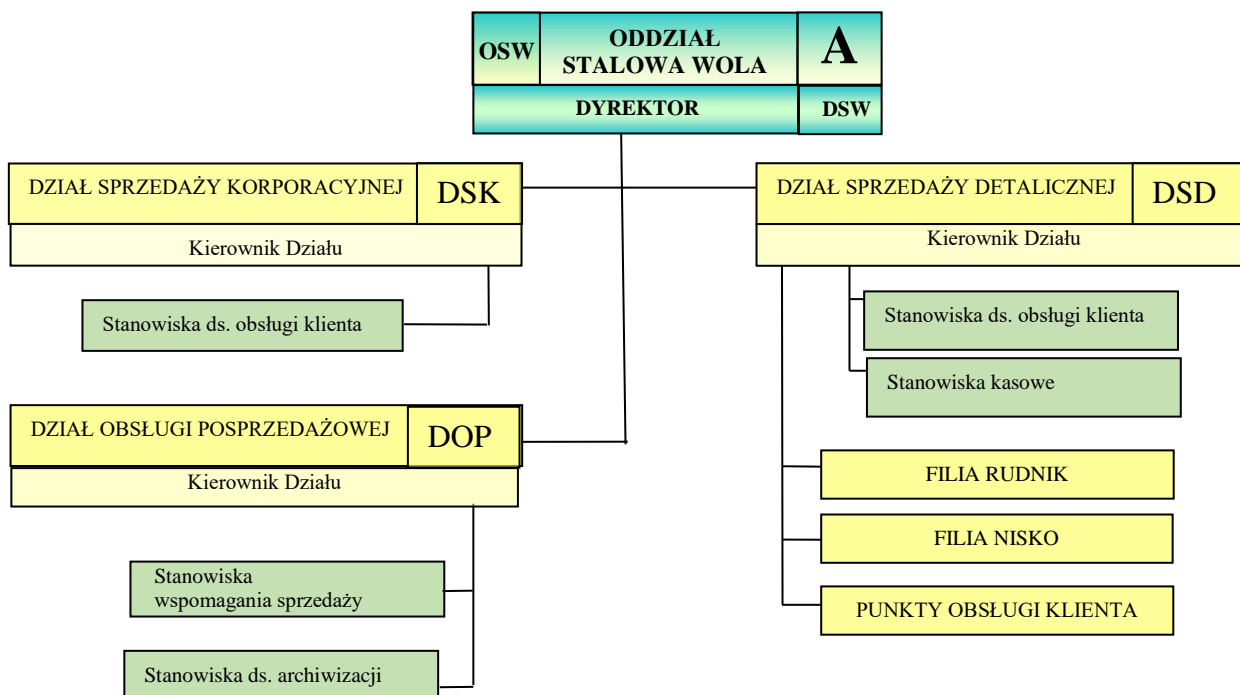 OSW
ODDZIAŁ
STALOWA WOLA
A
DYREKTOR
DSW
DZIAŁ SPRZEDAŻY KORPORACYJNEJ
DSK
Kierownik Działu
Stanowiska ds. obsługi klienta
DZIAŁ SPRZEDAŻY DETALICZNEJ
DSD
Kierownik Działu
Stanowiska ds. obsługi klienta
Stanowiska kasowe
DZIAŁ OBSŁUGI POSPRZEDAŻOWEJ
DOP
Kierownik Działu
Stanowiska
wspomagania sprzedaży
Stanowiska ds. archiwizacji
FILIA RUDNIK
FILIA NISKO
PUNKTY OBSŁUGI KLIENTA